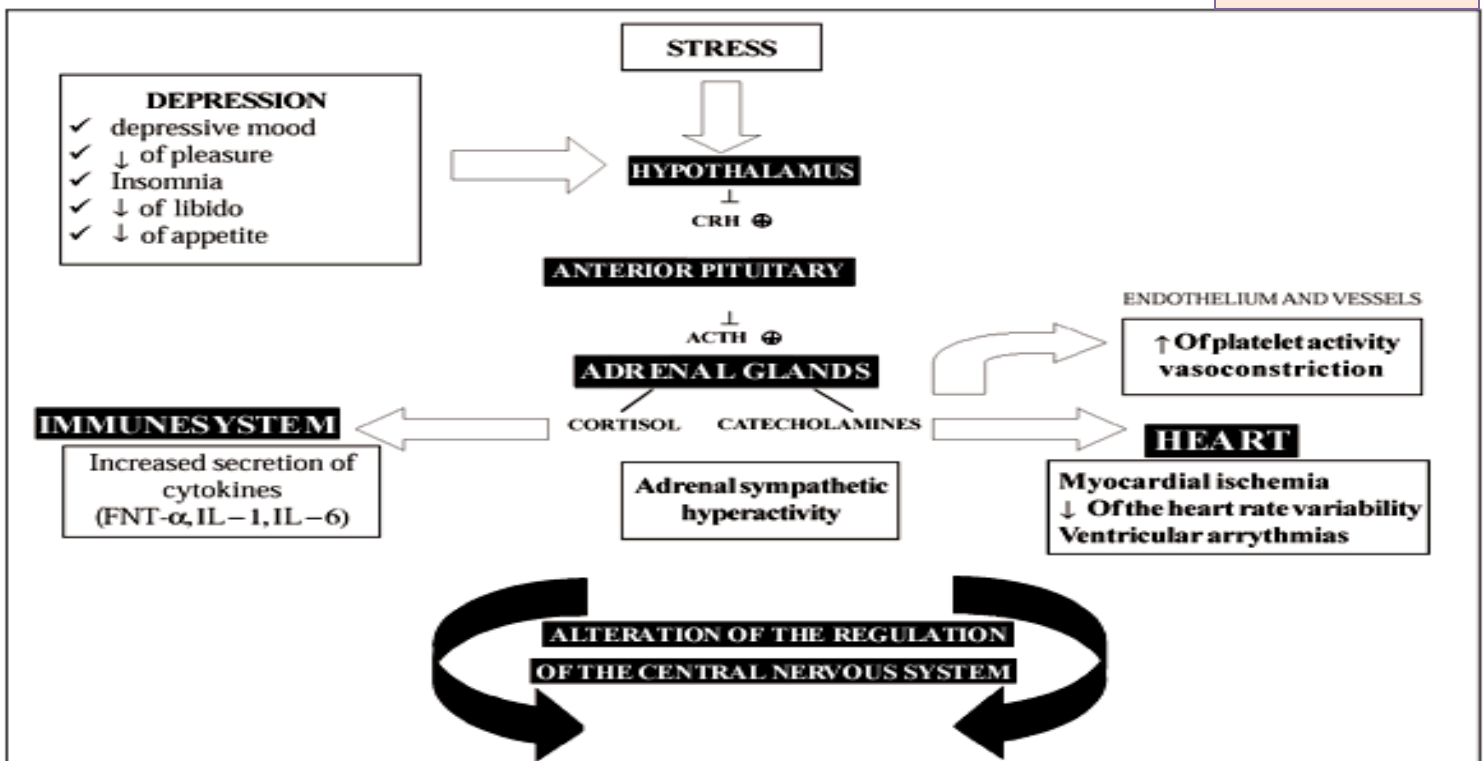 STRESS
DEPRESSION
✓ depressive mood
✓ ↓ of pleasure
✓ Insomnia
✓ ↓ of libido
✓ ↓ of appetite
HYPOTHALAMUS
⊥
CRH ⊕
ANTERIOR PITUITARY
⊥
ACTH ⊕
ADRENAL GLANDS
CORTISOL CATECHOLAMINES
Adrenal sympathetic
hyperactivity
IMMUNESYSTEM
Increased secretion of
cytokines
(FNT-α, IL–1, IL–6)
ENDOTHELIUM AND VESSELS
↑ Of platelet activity
vasoconstriction
HEART
Myocardial ischemia
↓ Of the heart rate variability
Ventricular arrythmias
ALTERATION OF THE REGULATION
OF THE CENTRAL NERVOUS SYSTEM